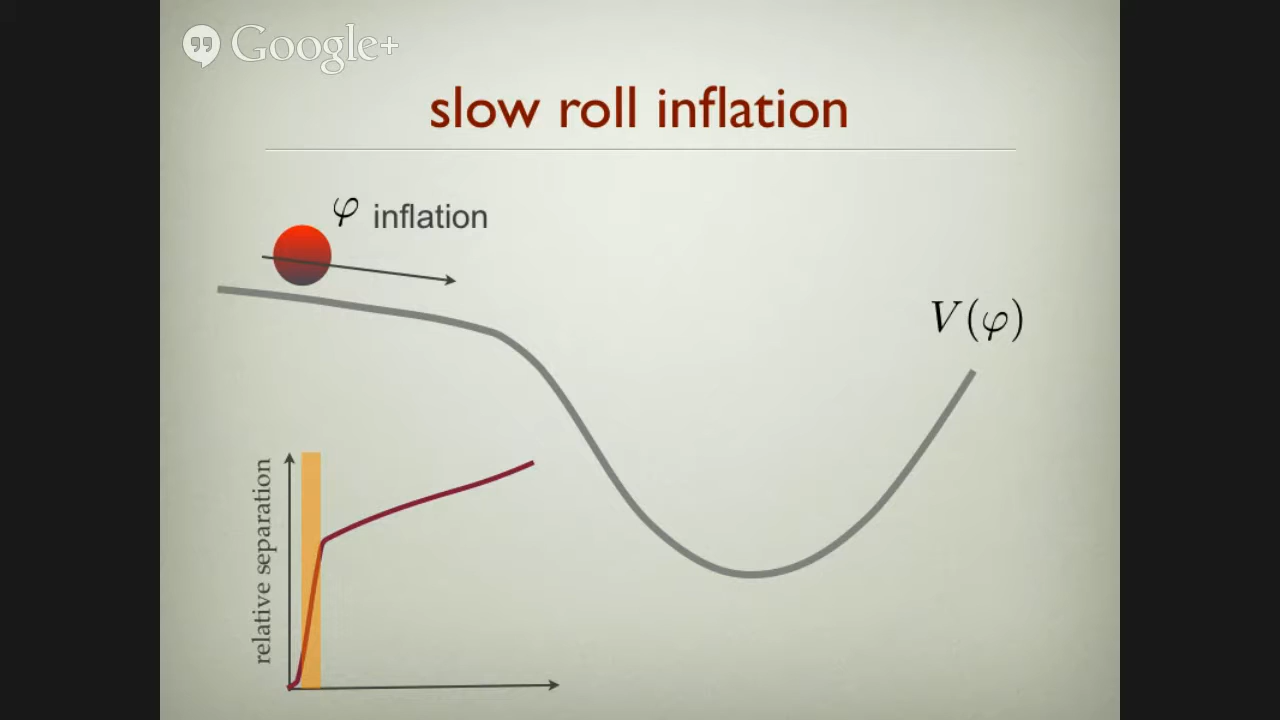 Google+
slow roll inflation
φ inflation
V(φ)
relative separation